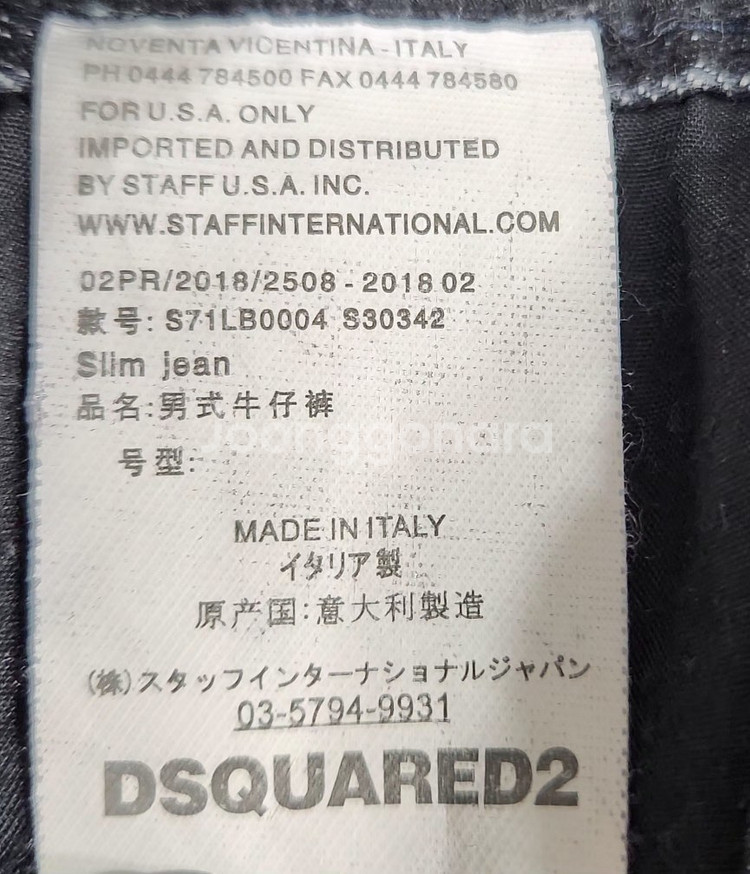 NOVENTA VICENTINA - ITALY
PH 0444 784500 FAX 0444 784580
FOR U.S.A. ONLY
IMPORTED AND DISTRIBUTED
BY STAFF U.S.A. INC.
WWW.STAFFINTERNATIONAL.COM
02PR/2018/2508 - 2018 02
款号: S71LB0004 S30342
Slim jean
品名:男式牛仔裤
joonggonara
号型:
MADE IN ITALY
イタリア製
原产国:意大利製造
(株)スタッフインターナショナルジャパン
03-5794-9931
DSQUARED2